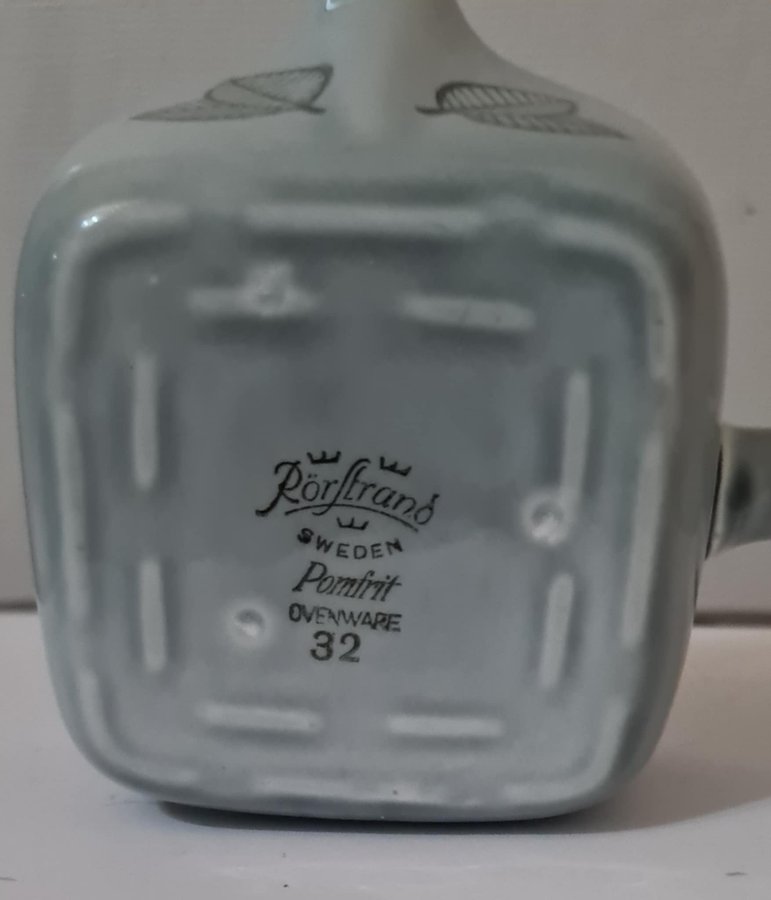 Rörstrand
SWEDEN
Pomfrit
OVENWARE
32